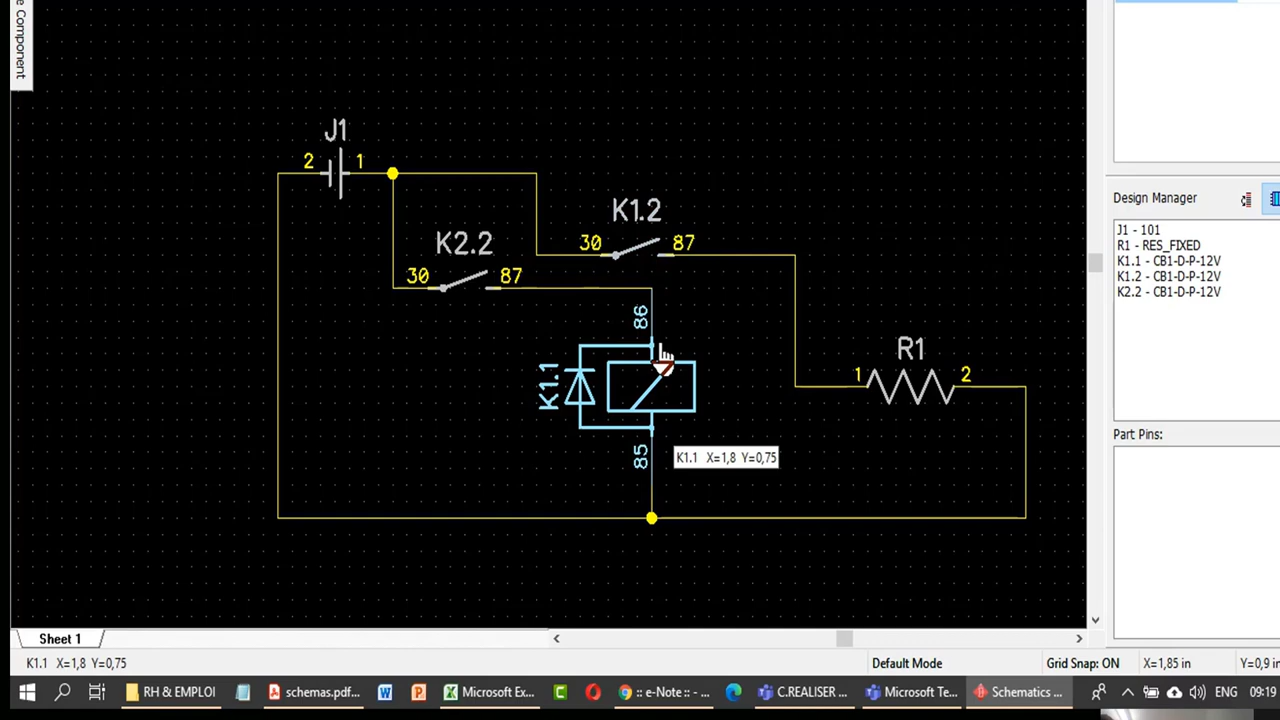 e Component
J1
2
1
K1.2
30
87
K2.2
30
87
86
K1.1
85
R1
1
2
K1.1 X=1,8 Y=0,75
Design Manager
J1 - 101
R1 - RES_FIXED
K1.1 - CB1-D-P-12V
K1.2 - CB1-D-P-12V
K2.2 - CB1-D-P-12V
Part Pins:
Sheet 1
K1.1 X=1,8 Y=0,75
Default Mode
Grid Snap: ON
X=1,85 in
Y=0,9 in
RH & EMPLOI
schemas.pdf...
Microsoft Ex...
:: e-Note :: - ...
C.REALISER ...
Microsoft Te...
Schematics ...
ENG
09:19